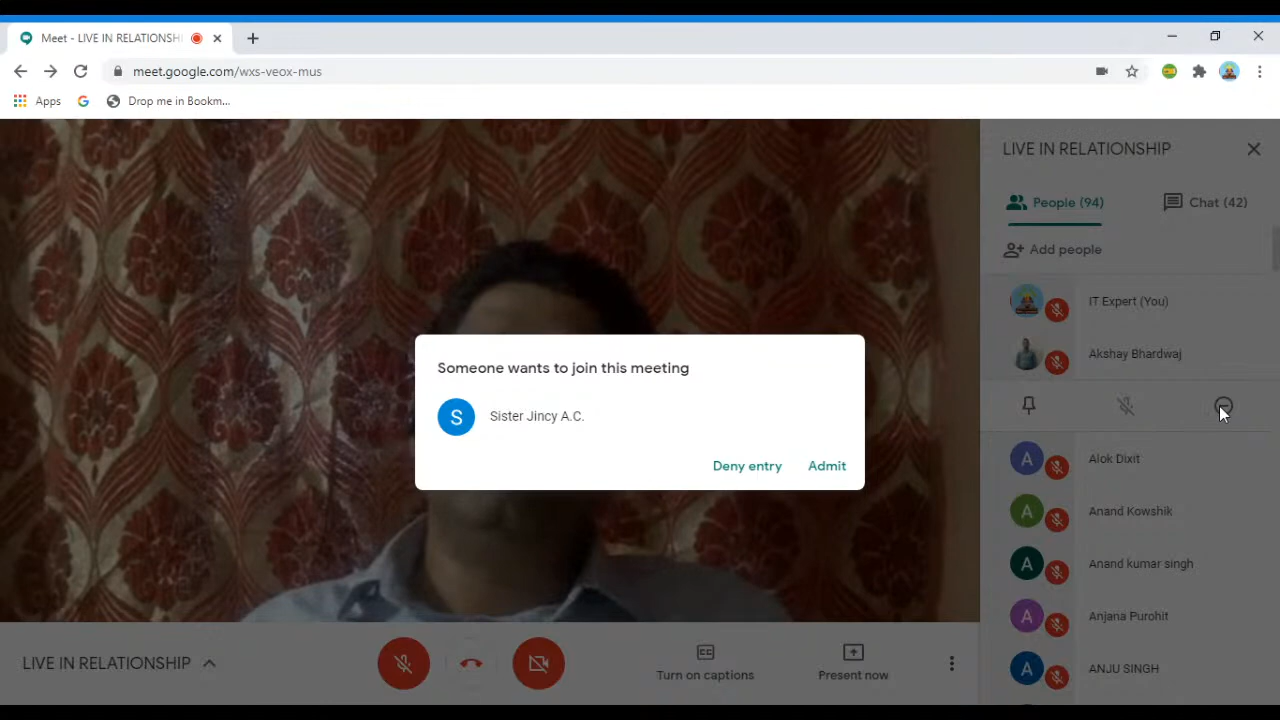 Meet - LIVE IN RELATIONSH
meet.google.com/wxs-veox-mus
Apps
Drop me in Bookm...
LIVE IN RELATIONSHIP
People (94)
Chat (42)
Add people
IT Expert (You)
Akshay Bhardwaj
Someone wants to join this meeting
S
Sister Jincy A.C.
Deny entry
Admit
A
Alok Dixit
A
Anand Kowshik
A
Anand kumar singh
A
Anjana Purohit
A
ANJU SINGH
LIVE IN RELATIONSHIP
CC
Turn on captions
Present now